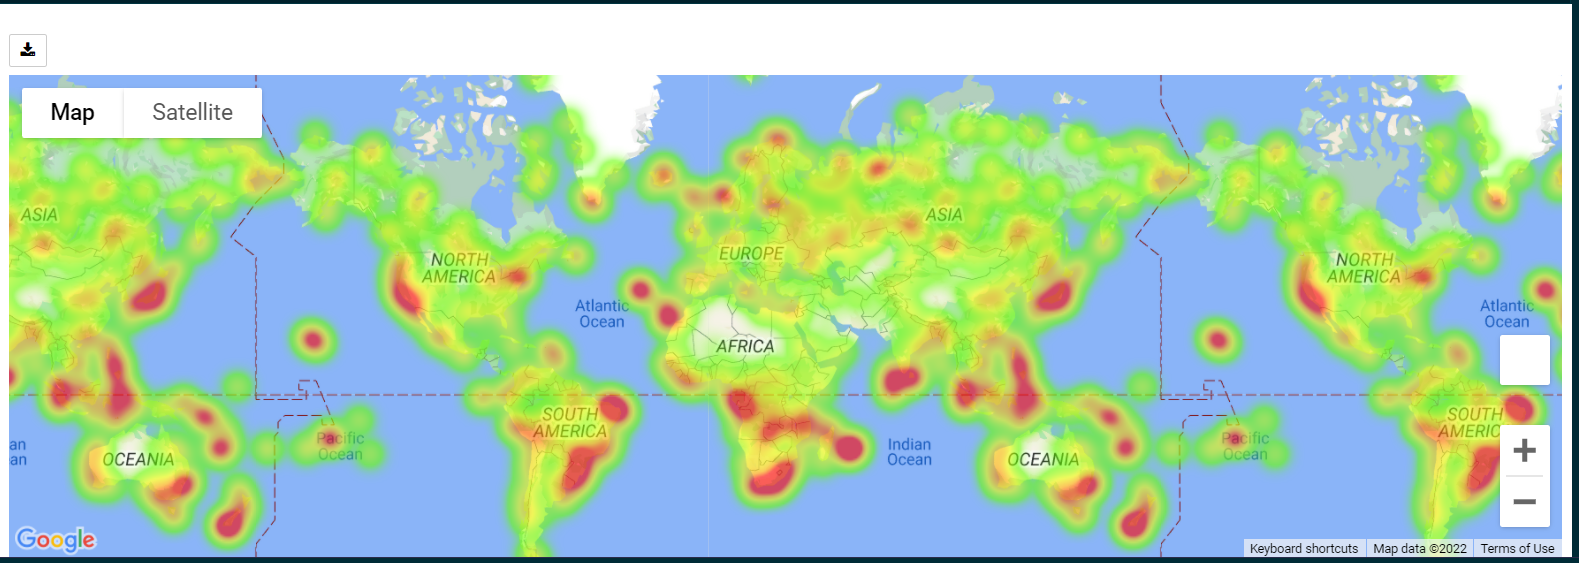 Map
Satellite
ASIA
NORTH
AMERICA
Atlantic
Ocean
EUROPE
AFRICA
ASIA
NORTH
AMERICA
Atlantic
Ocean
an
an
OCEANIA
Pacific
Ocean
SOUTH
AMERICA
Indian
Ocean
OCEANIA
Pacific
Ocean
SOUTH
AMERIC
Google
Keyboard shortcuts
Map data ©2022
Terms of Use